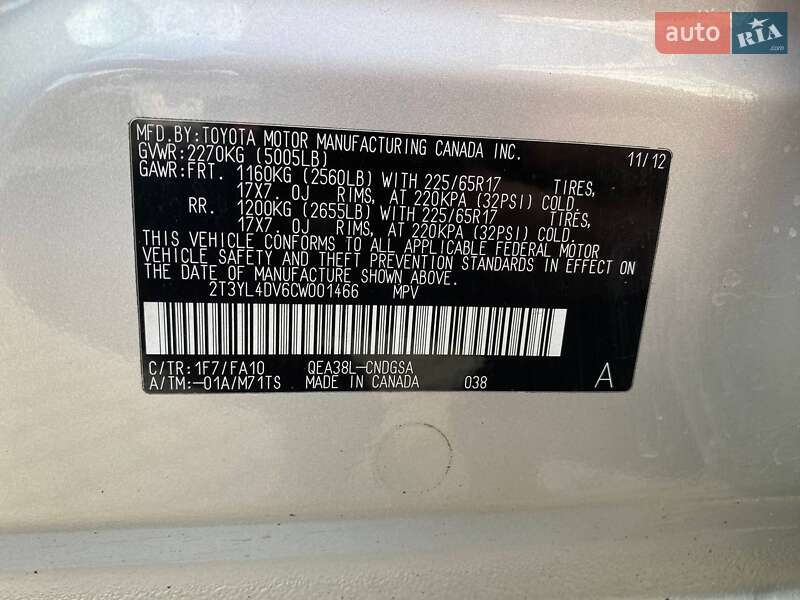 auto RIA.com
MFD.BY:TOYOTA MOTOR MANUFACTURING CANADA INC.
GVWR:2270KG (5005LB) 11/12
GAWR:FRT. 1160KG (2560LB) WITH 225/65R17 TIRES,
17X7.0J RIMS, AT 220KPA (32PSI) COLD.
RR. 1200KG (2655LB) WITH 225/65R17 TIRES,
17X7.0J RIMS, AT 220KPA (32PSI) COLD.
THIS VEHICLE CONFORMS TO ALL APPLICABLE FEDERAL MOTOR
VEHICLE SAFETY AND THEFT PREVENTION STANDARDS IN EFFECT ON
THE DATE OF MANUFACTURE SHOWN ABOVE.
2T3YL4DV6CW001466 MPV
C/TR:1F7/FA10 QEA38L-CNDGSA
A/TM:-01A/M71TS MADE IN CANADA 038 A